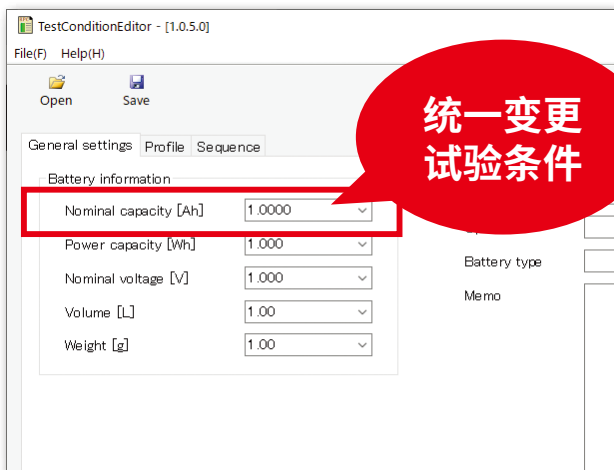 TestConditionEditor - [1.0.5.0]
File(F) Help(H)
Open Save
统一变更
试验条件
General settings Profile Sequence
Battery information
Nominal capacity [Ah] 1.0000
Power capacity [Wh] 1.000
Nominal voltage [V] 1.000
Battery type
Volume [L] 1.00
Memo
Weight [g] 1.00